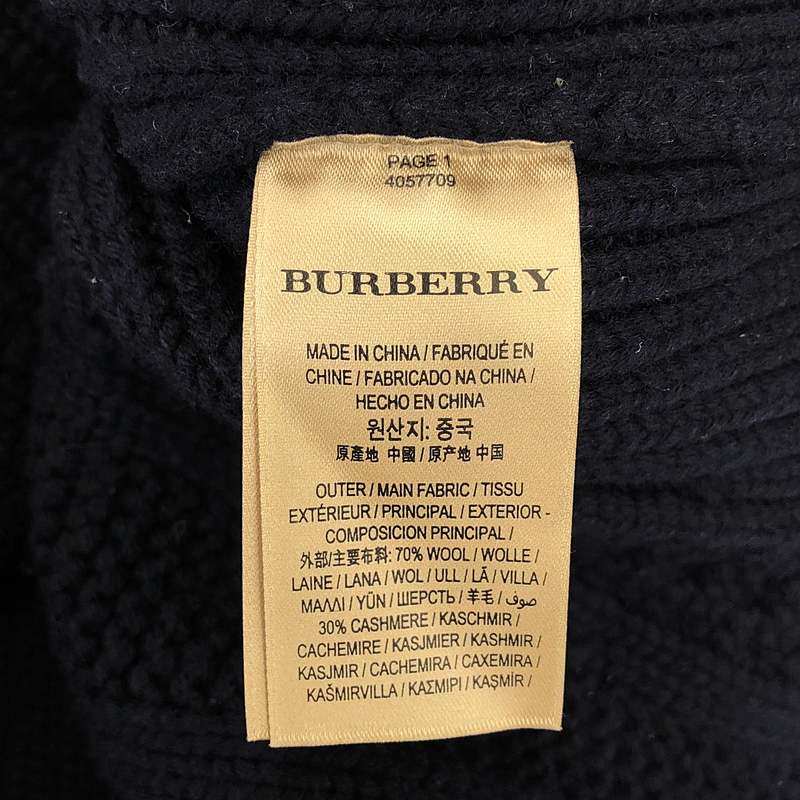 PAGE 1
4057709
BURBERRY
MADE IN CHINA / FABRIQUÉ EN
CHINE / FABRICADO NA CHINA /
HECHO EN CHINA
원산지: 중국
原產地 中國 / 原产地 中国
OUTER / MAIN FABRIC / TISSU
EXTÉRIEUR / PRINCIPAL / EXTERIOR -
COMPOSICION PRINCIPAL /
外部/主要布料: 70% WOOL / WOLLE /
LAINE / LANA / WOL / ULL / LÃ / VILLA /
ΜΑΛΛΙ / YÜN / ШЕРСТЬ / 羊毛 / صوف /
30% CASHMERE / KASCHMIR /
CACHEMIRE / KASJMIER / KASHMIR /
KASJMIR / CACHEMIRA / CAXEMIRA /
KAŠMIRVILLA / ΚΑΣΜΙΡΙ / KAŞMİR /